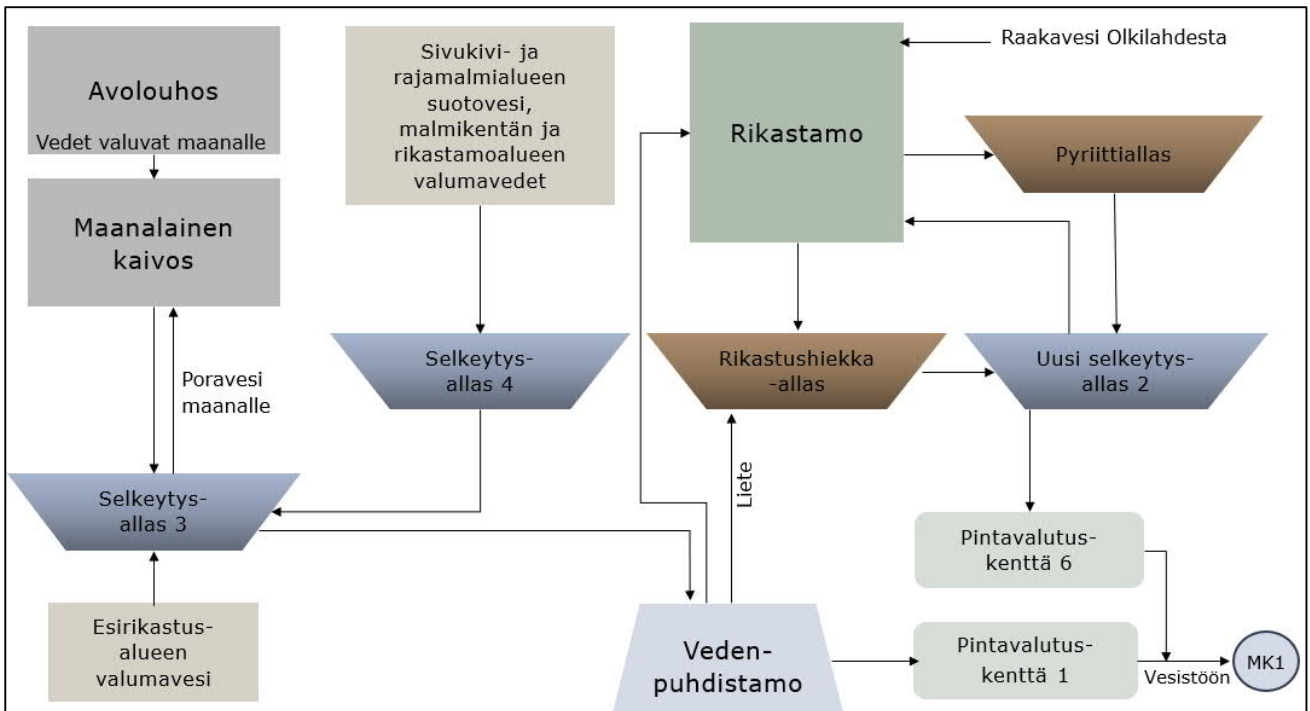 Avolouhos
Vedet valuvat maanalle
Maanalainen
kaivos
Poravesi
maanalle
Selkeytys-
allas 3
Esirikastus-
alueen
valumavesi
Sivukivi- ja
rajamalmialueen
suotovesi,
malmikentän ja
rikastamoalueen
valumavedet
Selkeytys-
allas 4
Rikastamo
Raakavesi Olkilahdesta
Pyriittiallas
Rikastushiekka
-allas
Uusi selkeytys-
allas 2
Liete
Veden-
puhdistamo
Pintavalutus-
kenttä 6
Pintavalutus-
kenttä 1
Vesistöön
MK1